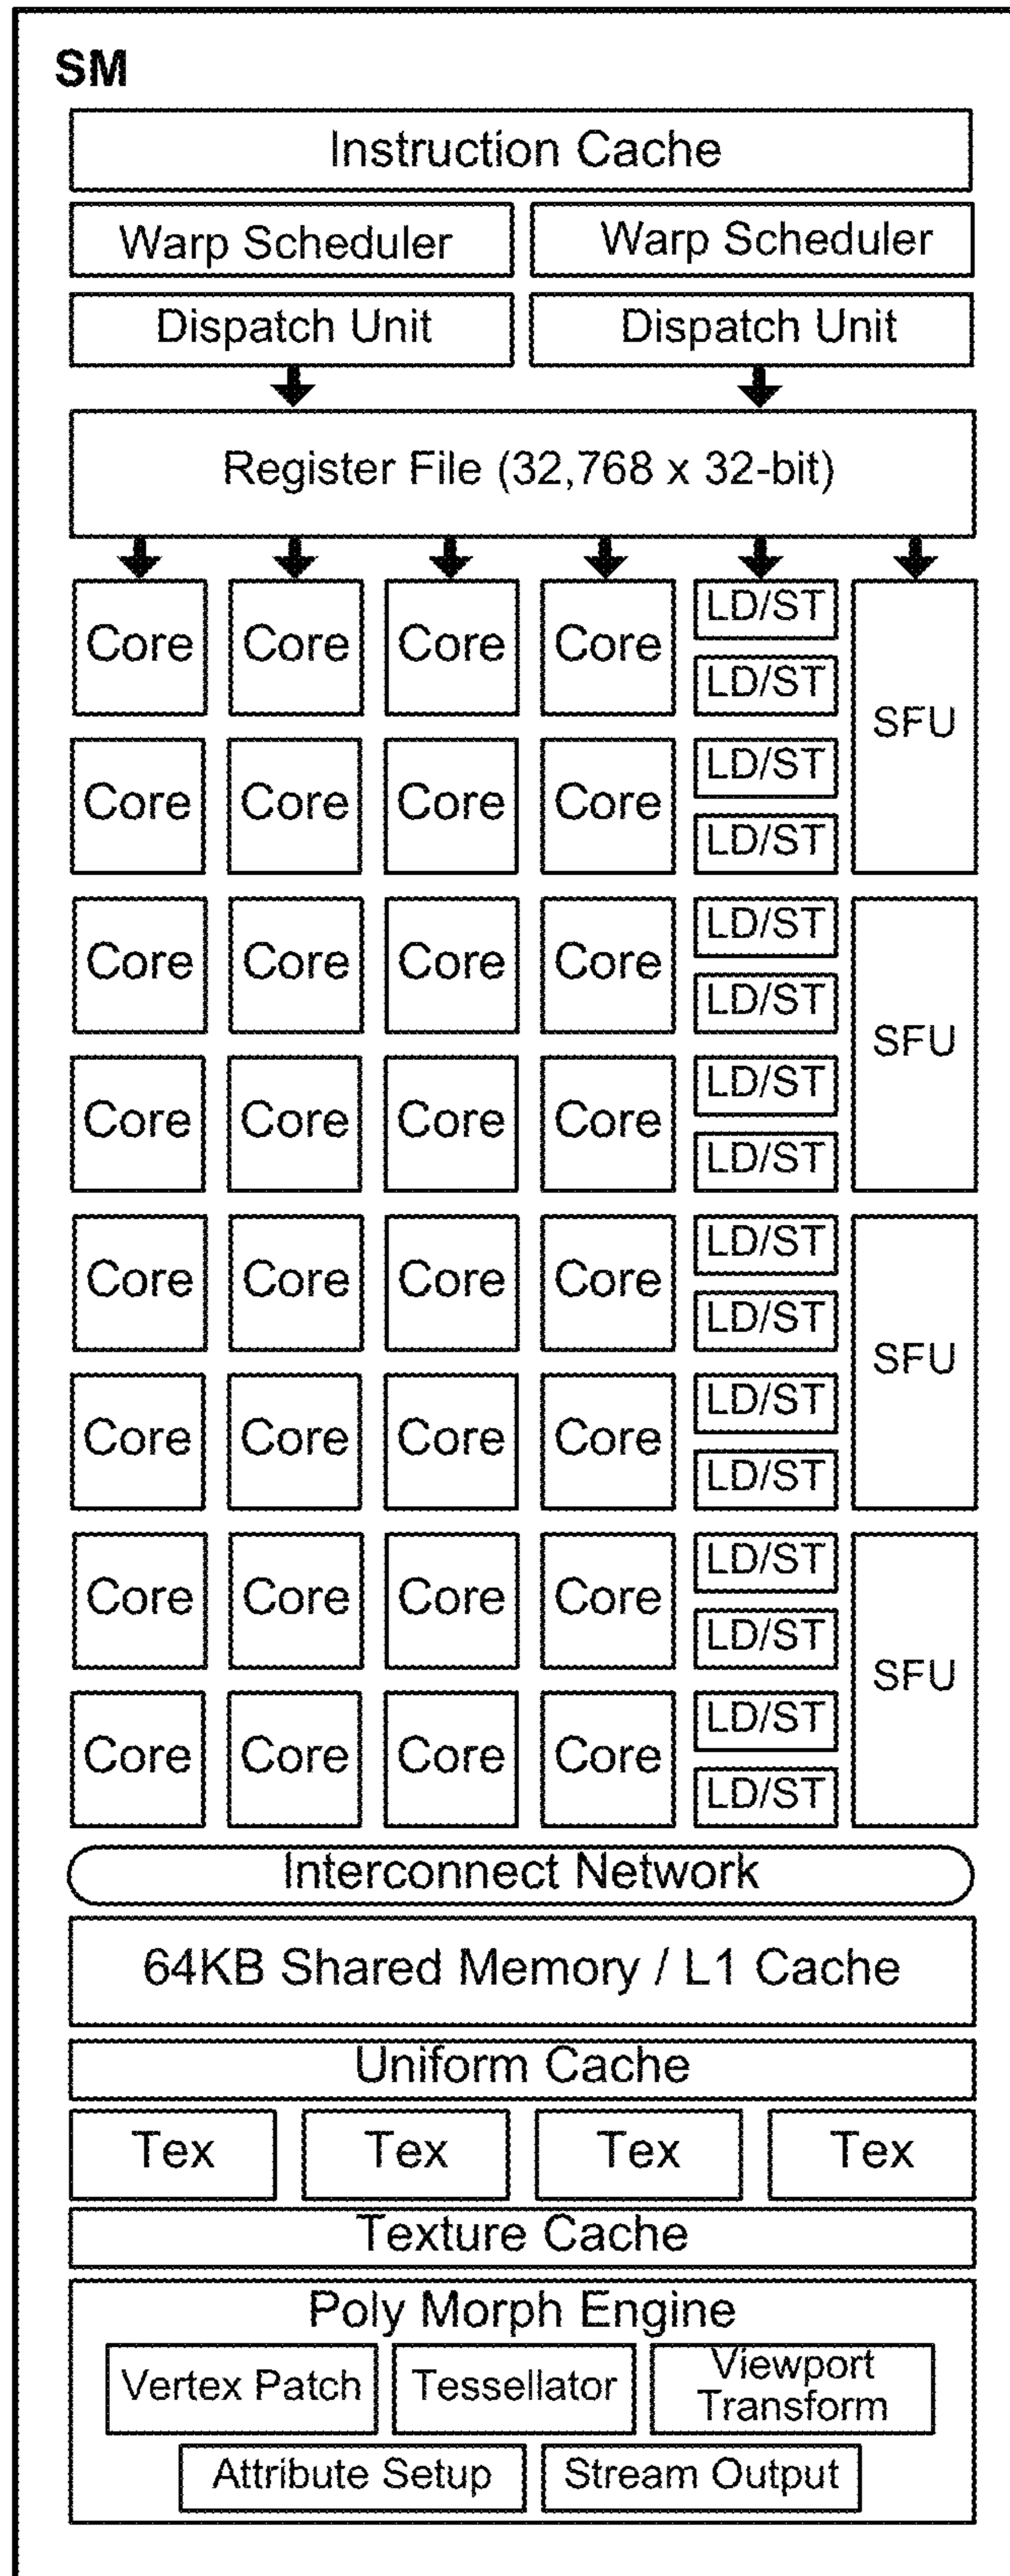 SM
Instruction Cache
Warp Scheduler Warp Scheduler
Dispatch Unit Dispatch Unit
Register File (32,768 x 32-bit)
Core Core Core Core LD/ST
LD/ST
SFU
Core Core Core Core LD/ST
LD/ST
Core Core Core Core LD/ST
LD/ST
SFU
Core Core Core Core LD/ST
LD/ST
Core Core Core Core LD/ST
LD/ST
SFU
Core Core Core Core LD/ST
LD/ST
Core Core Core Core LD/ST
LD/ST
SFU
Core Core Core Core LD/ST
LD/ST
Interconnect Network
64KB Shared Memory / L1 Cache
Uniform Cache
Tex Tex Tex Tex
Texture Cache
Poly Morph Engine
Vertex Patch Tessellator Viewport
Transform
Attribute Setup Stream Output